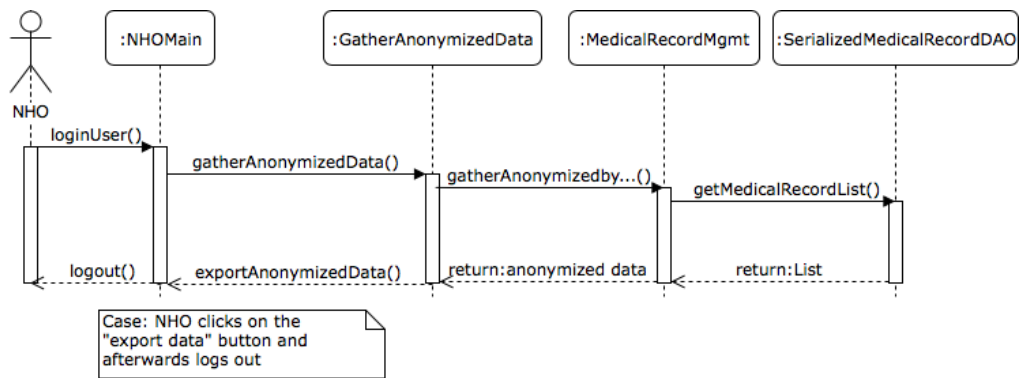 :NHOMain
:GatherAnonymizedData
:MedicalRecordMgmt
:SerializedMedicalRecordDAO
NHO
loginUser()
gatherAnonymizedData()
gatherAnonymizedby...()
getMedicalRecordList()
logout()
exportAnonymizedData()
return:anonymized data
return:List
Case: NHO clicks on the
"export data" button and
afterwards logs out